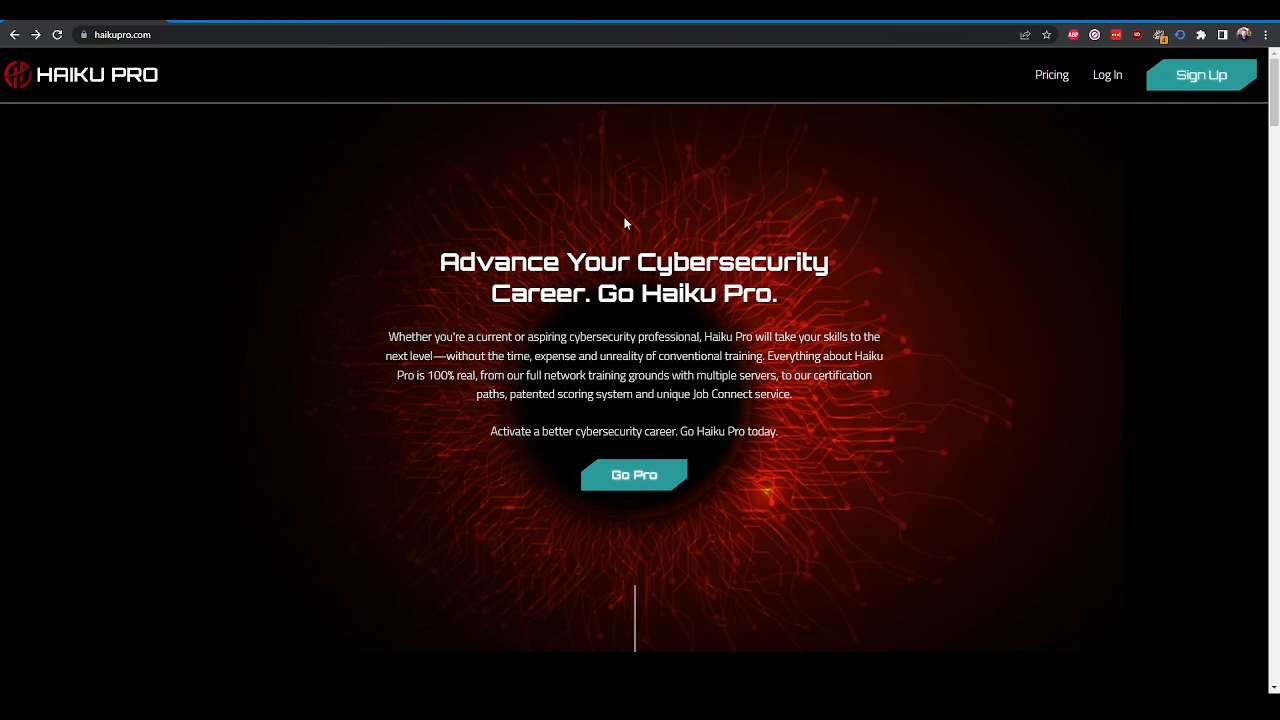 haikupro.com
HAIKU PRO
Pricing
Log In
Sign Up
Advance Your Cybersecurity
Career. Go Haiku Pro.
Whether you're a current or aspiring cybersecurity professional, Haiku Pro will take your skills to the
next level—without the time, expense and unreality of conventional training. Everything about Haiku
Pro is 100% real, from our full network training grounds with multiple servers, to our certification
paths, patented scoring system and unique Job Connect service.
Activate a better cybersecurity career. Go Haiku Pro today.
Go Pro